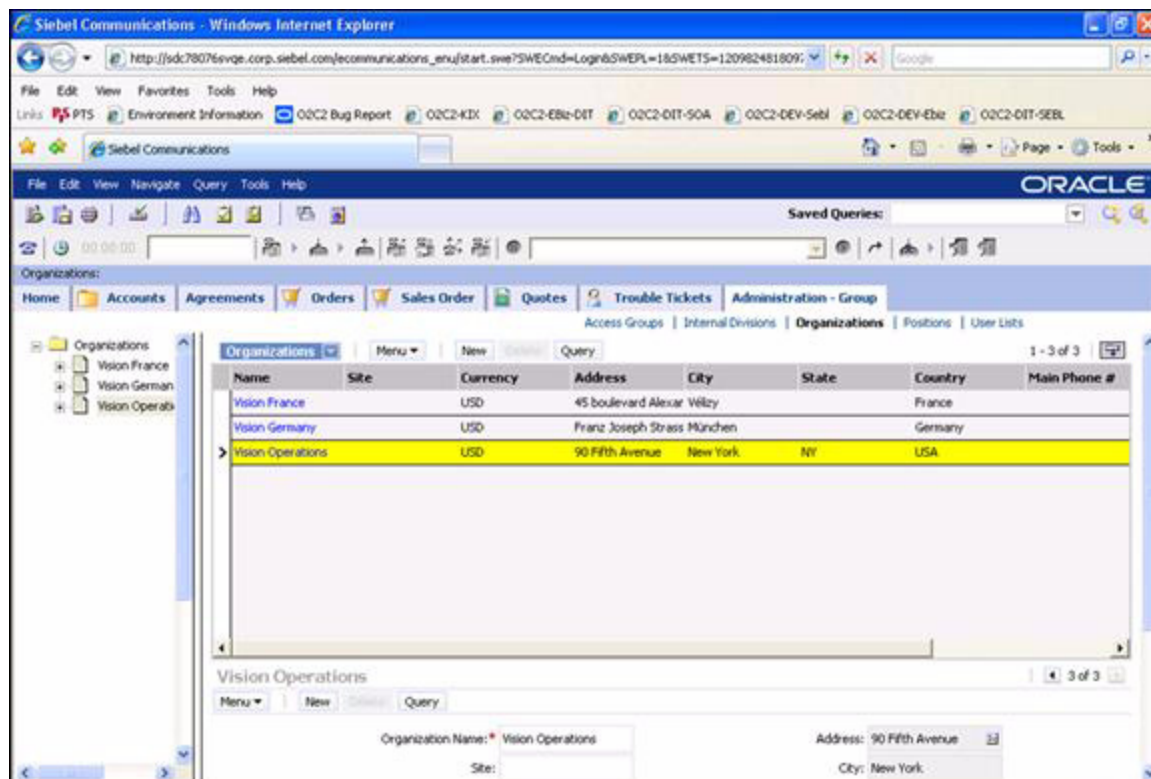 Siebel Communications - Windows Internet Explorer
http://sdc78076svqe.corp.siebel.com/ecommunications_enu/start.swe?SWECmd=Login&SWEPL=1&SWETS=120982481809; Google
File Edit View Favorites Tools Help
Links PTS Environment Information O2C2 Bug Report O2C2-KIX O2C2-EBiz-DIT O2C2-DIT-SOA O2C2-DEV-Sebl O2C2-DEV-Ebiz O2C2-DIT-SEBL
Siebel Communications Page Tools
File Edit View Navigate Query Tools Help ORACLE
Saved Queries:
00:00:00
Organizations:
Home Accounts Agreements Orders Sales Order Quotes Trouble Tickets Administration - Group
Access Groups | Internal Divisions | Organizations | Positions | User Lists
Organizations
Vision France
Vision German
Vision Operati
Organizations Menu New Delete Query 1 - 3 of 3
Name Site Currency Address City State Country Main Phone #
Vision France USD 45 boulevard Alexar Vélizy France
Vision Germany USD Franz Joseph Strass München Germany
Vision Operations USD 90 Fifth Avenue New York NY USA
Vision Operations 3 of 3
Menu New Delete Query
Organization Name:* Vision Operations Address: 90 Fifth Avenue
Site: City: New York